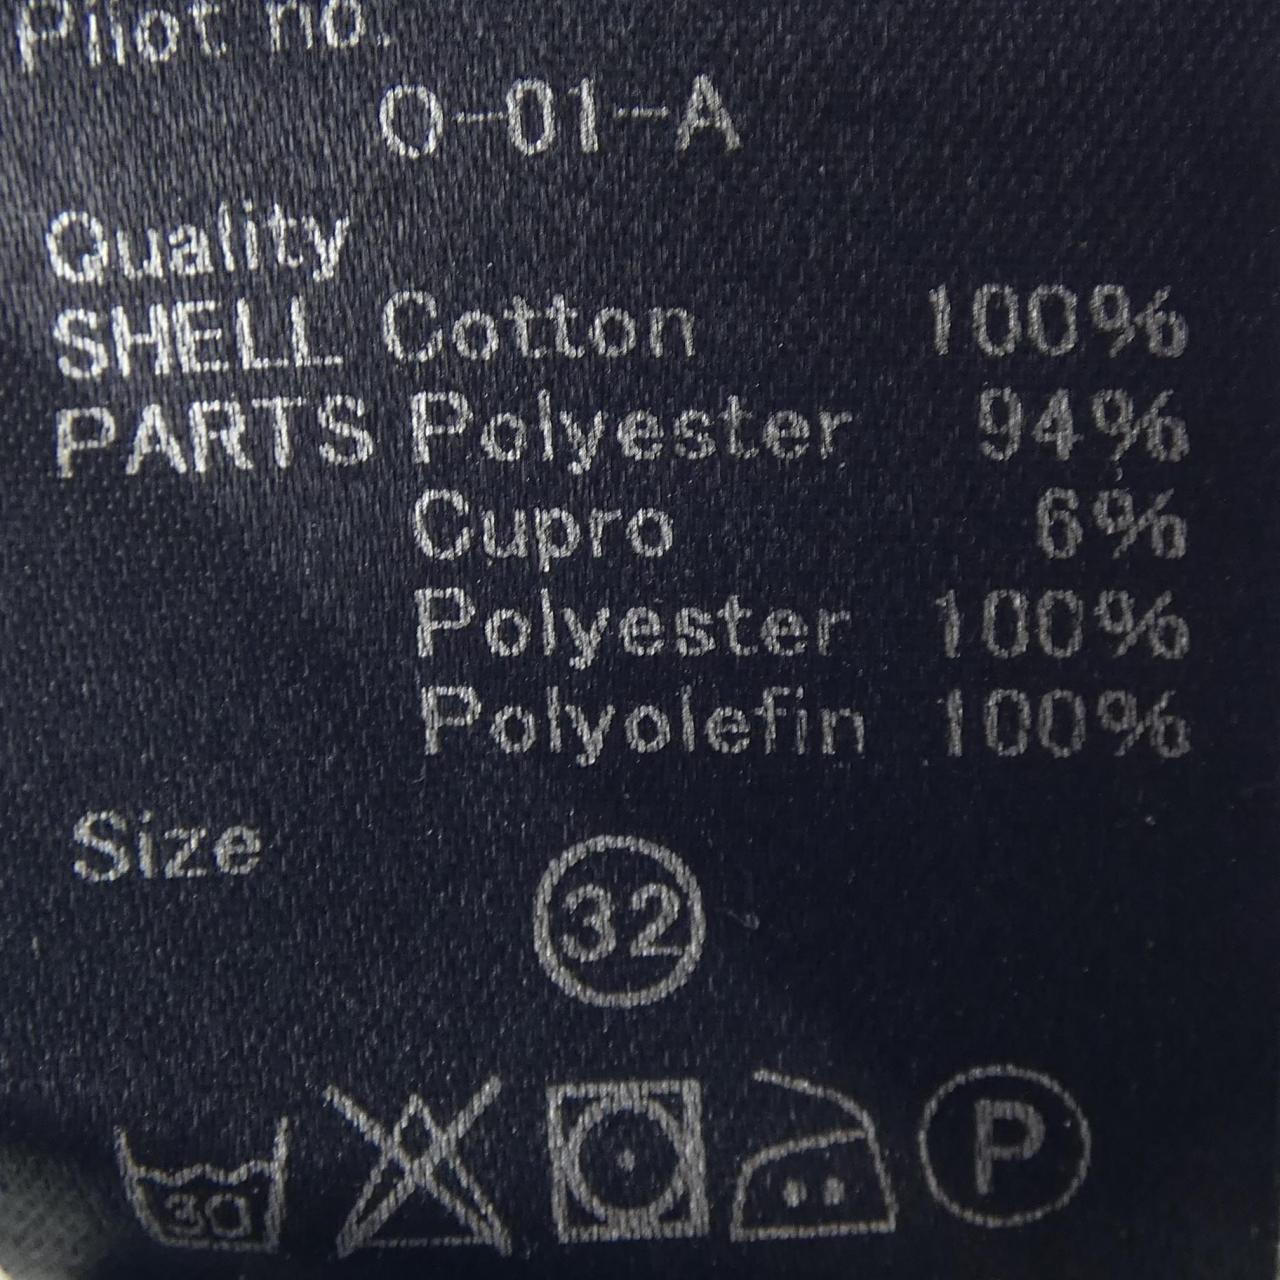 Pilot no.
O-01-A
Quality
SHELL Cotton 100%
PARTS Polyester 94%
Cupro 6%
Polyester 100%
Polyolefin 100%
Size
32
30 P